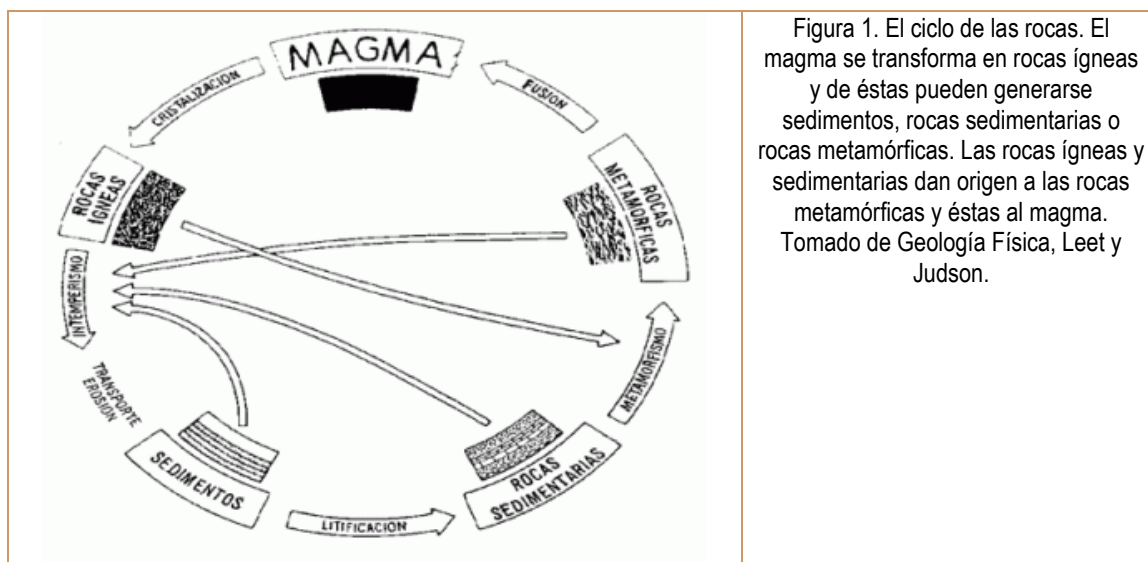 MAGMA
CRISTALIZACION
FUSION
ROCAS
IGNEAS
ROCAS
METAMORFICAS
INTEMPERISMO
METAMORFISMO
TRANSPORTE
EROSION
SEDIMENTOS
LITIFICACION
ROCAS
SEDIMENTARIAS
Figura 1. El ciclo de las rocas. El
magma se transforma en rocas ígneas
y de éstas pueden generarse
sedimentos, rocas sedimentarias o
rocas metamórficas. Las rocas ígneas y
sedimentarias dan origen a las rocas
metamórficas y éstas al magma.
Tomado de Geología Física, Leet y
Judson.